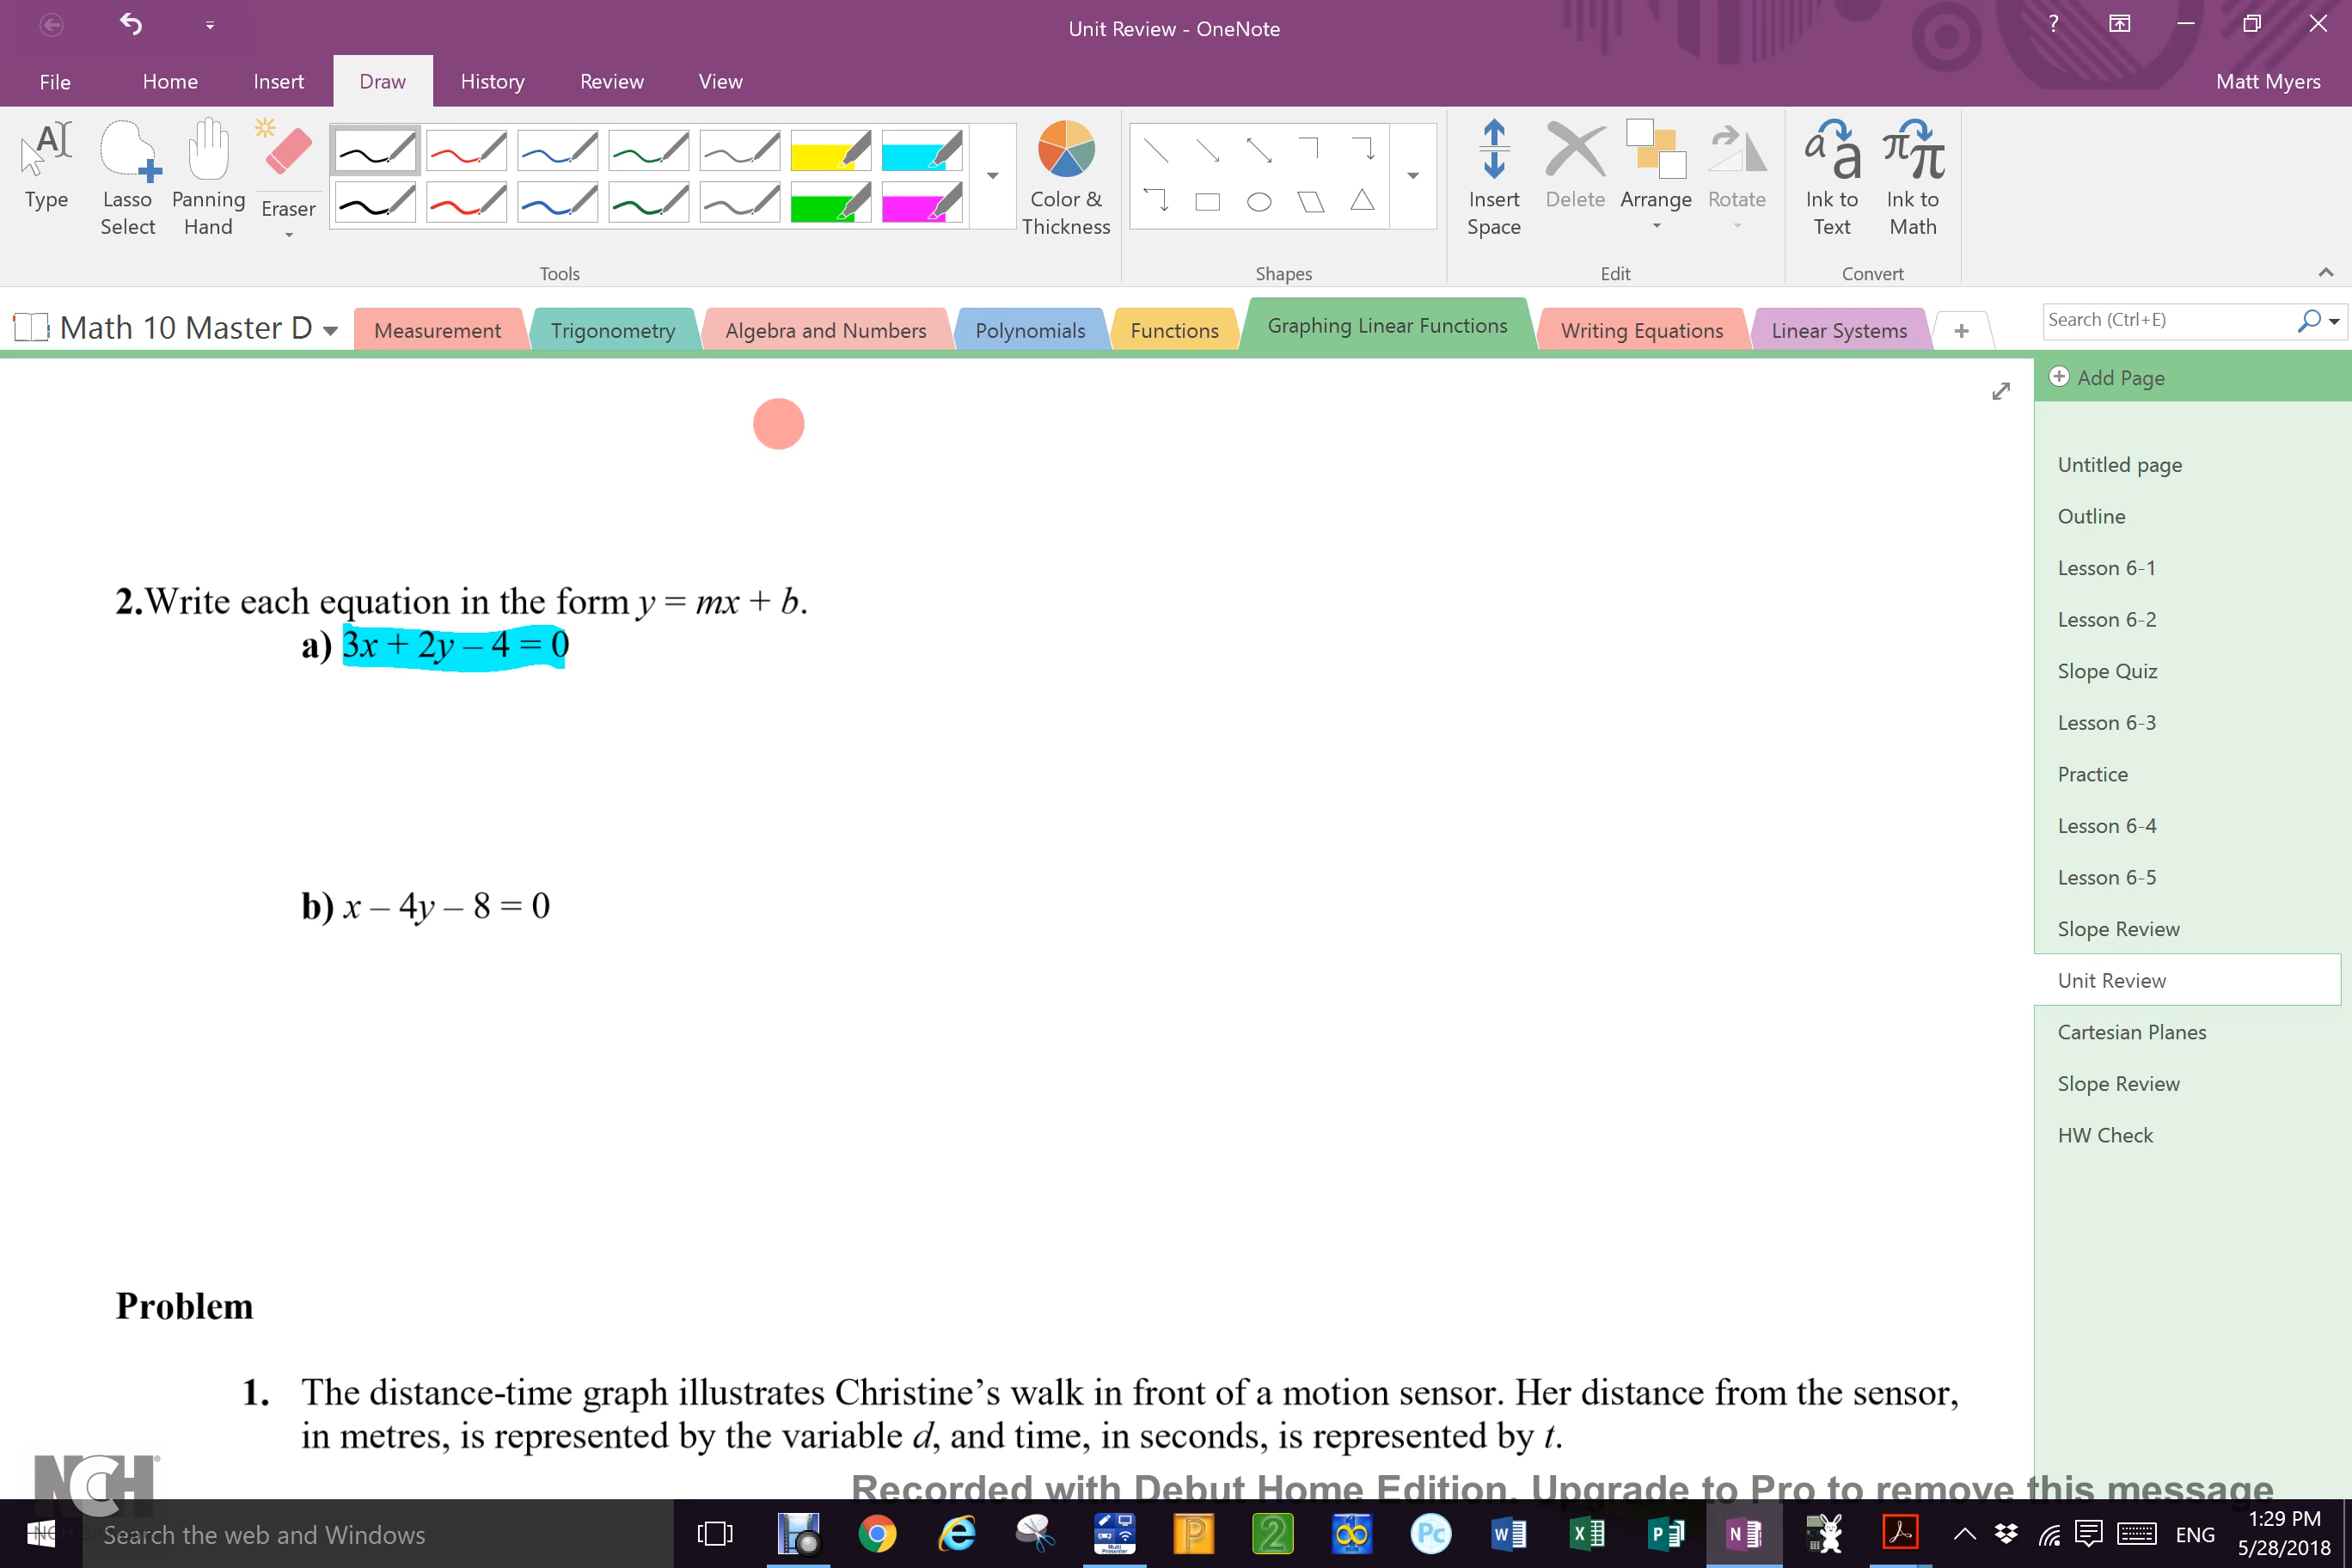 Unit Review - OneNote
?
File
Home
Insert
Draw
History
Review
View
Matt Myers
Type
Lasso Select
Panning Hand
Eraser
Color & Thickness
Insert Space
Delete
Arrange
Rotate
Ink to Text
Ink to Math
Tools
Shapes
Edit
Convert
Math 10 Master D
Measurement
Trigonometry
Algebra and Numbers
Polynomials
Functions
Graphing Linear Functions
Writing Equations
Linear Systems
+
Search (Ctrl+E)
Add Page
Untitled page
Outline
Lesson 6-1
Lesson 6-2
Slope Quiz
Lesson 6-3
Practice
Lesson 6-4
Lesson 6-5
Slope Review
Unit Review
Cartesian Planes
Slope Review
HW Check
2.Write each equation in the form y = mx + b.
a) 3x + 2y – 4 = 0
b) x – 4y – 8 = 0
Problem
1. The distance-time graph illustrates Christine’s walk in front of a motion sensor. Her distance from the sensor,
in metres, is represented by the variable d, and time, in seconds, is represented by t.
NCH
Recorded with Debut Home Edition. Upgrade to Pro to remove this message
Search the web and Windows
ENG
1:29 PM
5/28/2018